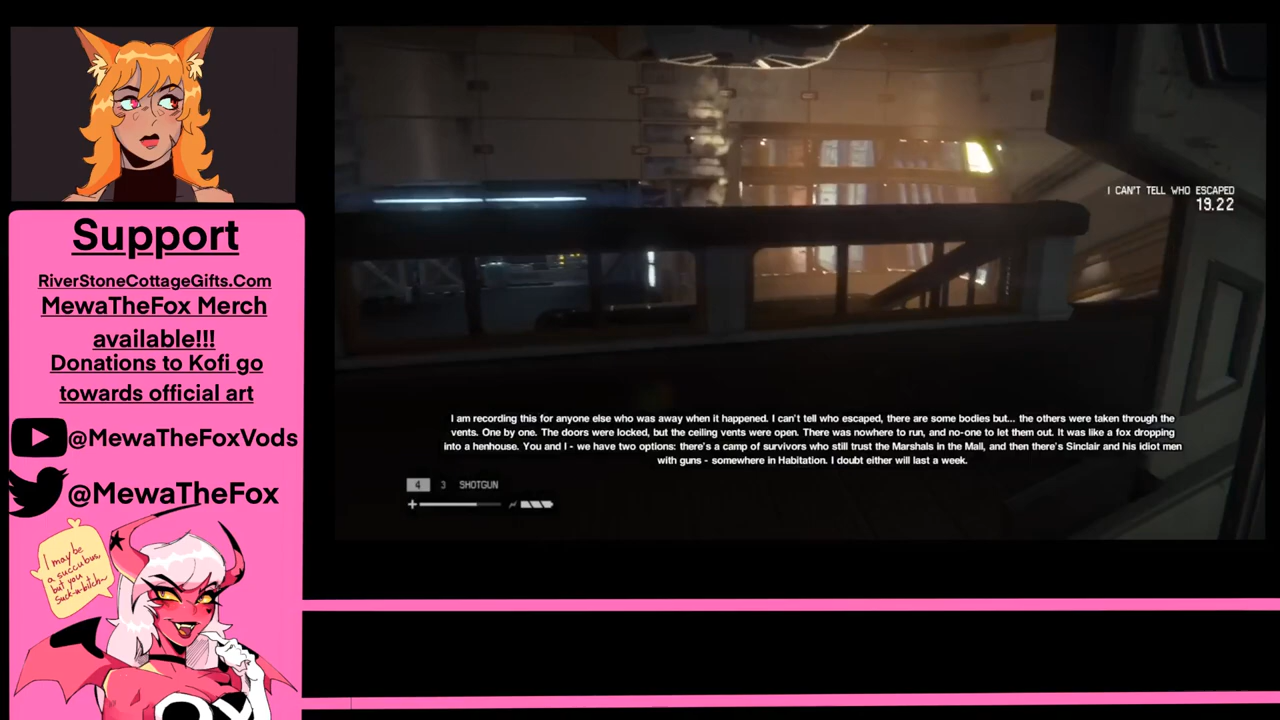 Support
RiverStoneCottageGifts.Com
MewaTheFox Merch
available!!!
Donations to Kofi go
towards official art
@MewaTheFoxVods
@MewaTheFox
I maybe
a succubus,
but you
suck-a-bitch~
I CAN'T TELL WHO ESCAPED
19.22
I am recording this for anyone else who was away when it happened. I can't tell who escaped, there are some bodies but... the others were taken through the
vents. One by one. The doors were locked, but the ceiling vents were open. There was nowhere to run, and no-one to let them out. It was like a fox dropping
into a henhouse. You and I - we have two options: there's a camp of survivors who still trust the Marshals in the Mall, and then there's Sinclair and his idiot men
with guns - somewhere in Habitation. I doubt either will last a week.
4 3 SHOTGUN